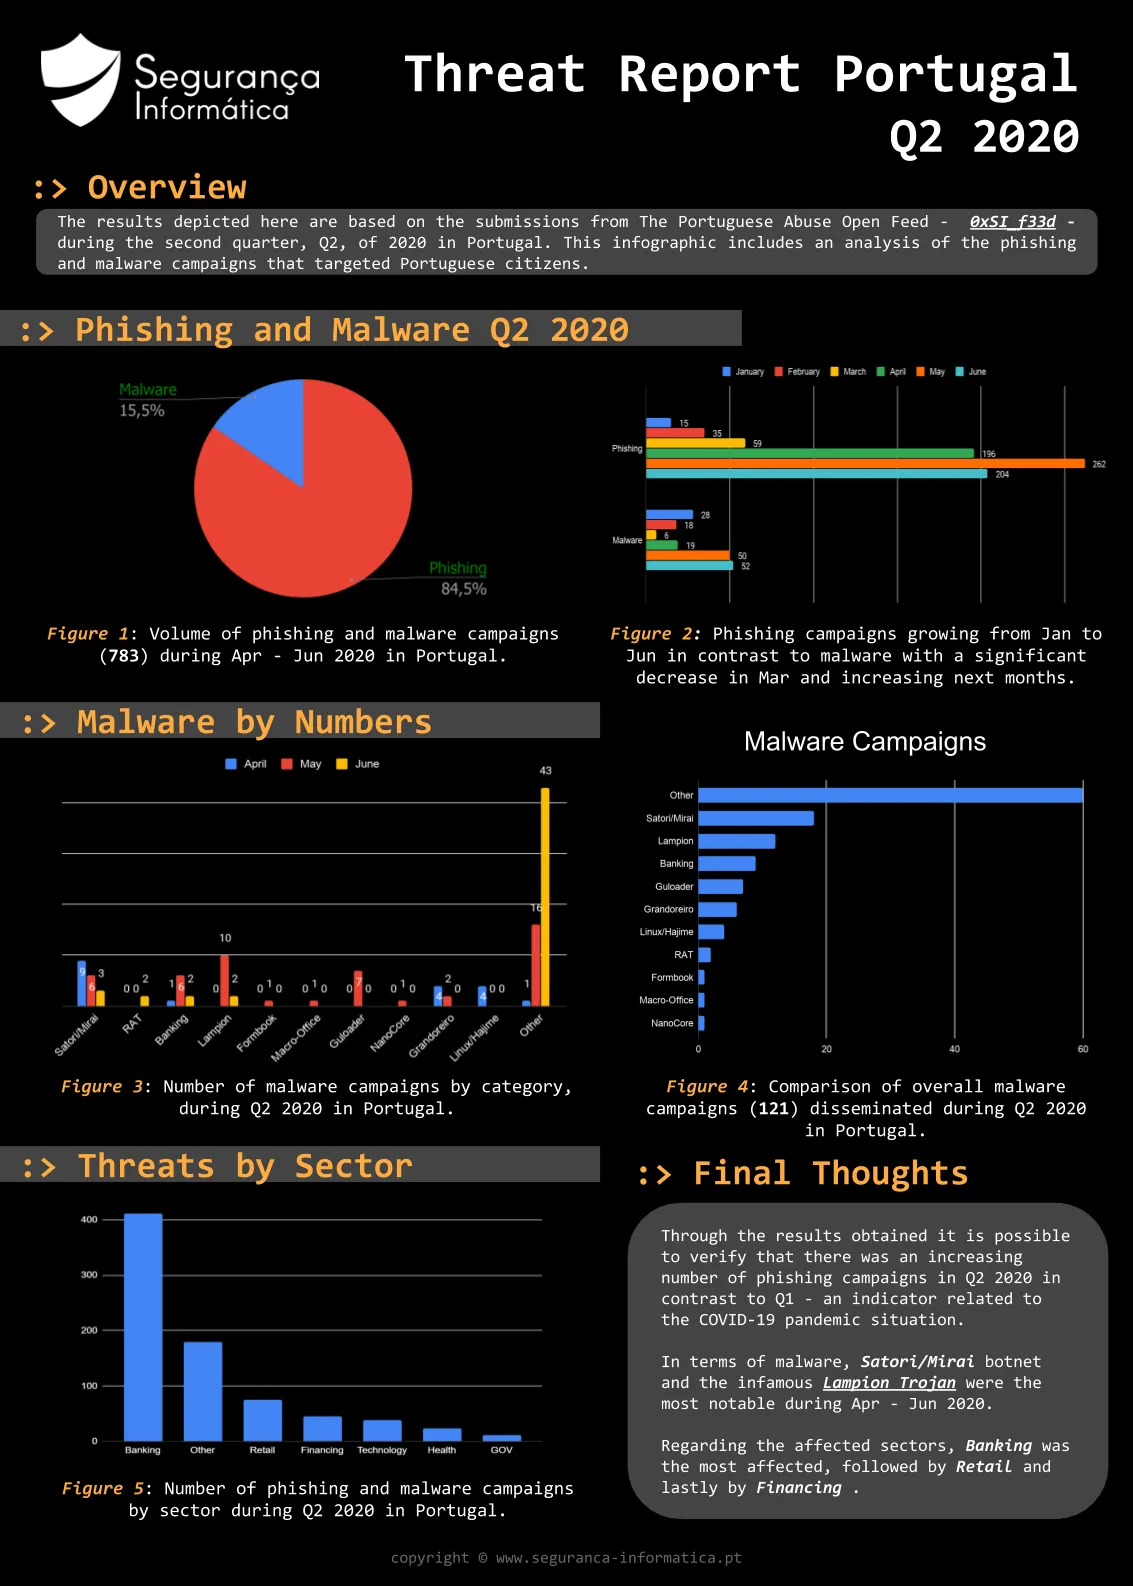 Segurança
Informática
Threat Report Portugal
Q2 2020
:> Overview
The results depicted here are based on the submissions from The Portuguese Abuse Open Feed - 0xSI_f33d -
during the second quarter, Q2, of 2020 in Portugal. This infographic includes an analysis of the phishing
and malware campaigns that targeted Portuguese citizens.
:> Phishing and Malware Q2 2020
Malware
15,5%
Phishing
84,5%
Figure 1: Volume of phishing and malware campaigns
(783) during Apr - Jun 2020 in Portugal.
January February March April May June
Phishing
15
35
59
196
262
204
Malware
28
18
6
19
50
52
Figure 2: Phishing campaigns growing from Jan to
Jun in contrast to malware with a significant
decrease in Mar and increasing next months.
:> Malware by Numbers
April May June
9 6 3
0 0 2
1 6 2
0 10 2
0 1 0
0 1 0
0 7 0
0 1 0
4 2 0
4 0 0
1 16 43
Satori/Mirai
RAT
Banking
Lampion
Formbook
Macro-Office
Guloader
NanoCore
Grandoreiro
Linux/Hajime
Other
Figure 3: Number of malware campaigns by category,
during Q2 2020 in Portugal.
Malware Campaigns
Other
Satori/Mirai
Lampion
Banking
Guloader
Grandoreiro
Linux/Hajime
RAT
Formbook
Macro-Office
NanoCore
0 20 40 60
Figure 4: Comparison of overall malware
campaigns (121) disseminated during Q2 2020
in Portugal.
:> Threats by Sector
400
300
200
100
0
Banking Other Retail Financing Technology Health GOV
Figure 5: Number of phishing and malware campaigns
by sector during Q2 2020 in Portugal.
:> Final Thoughts
Through the results obtained it is possible
to verify that there was an increasing
number of phishing campaigns in Q2 2020 in
contrast to Q1 - an indicator related to
the COVID-19 pandemic situation.
In terms of malware, Satori/Mirai botnet
and the infamous Lampion Trojan were the
most notable during Apr - Jun 2020.
Regarding the affected sectors, Banking was
the most affected, followed by Retail and
lastly by Financing .
copyright © www.seguranca-informatica.pt